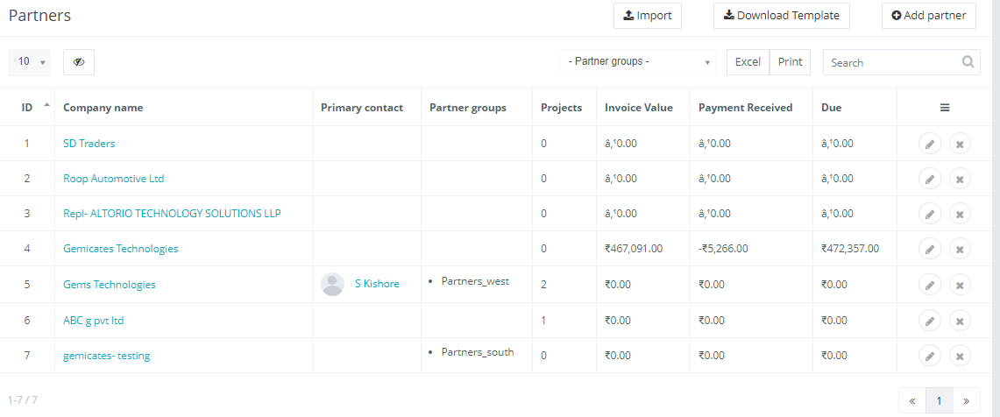 Partners
Import
Download Template
Add partner
10
- Partner groups -
Excel
Print
Search
ID Company name Primary contact Partner groups Projects Invoice Value Payment Received Due
1 SD Traders 0 â‚¹0.00 â‚¹0.00 â‚¹0.00
2 Roop Automotive Ltd 0 â‚¹0.00 â‚¹0.00 â‚¹0.00
3 Repl- ALTORIO TECHNOLOGY SOLUTIONS LLP 0 â‚¹0.00 â‚¹0.00 â‚¹0.00
4 Gemicates Technologies 0 ₹467,091.00 -₹5,266.00 ₹472,357.00
5 Gems Technologies S Kishore • Partners_west 2 ₹0.00 ₹0.00 ₹0.00
6 ABC g pvt ltd 1 ₹0.00 ₹0.00 ₹0.00
7 gemicates- testing • Partners_south 0 ₹0.00 ₹0.00 ₹0.00
1-7 / 7
« 1 »